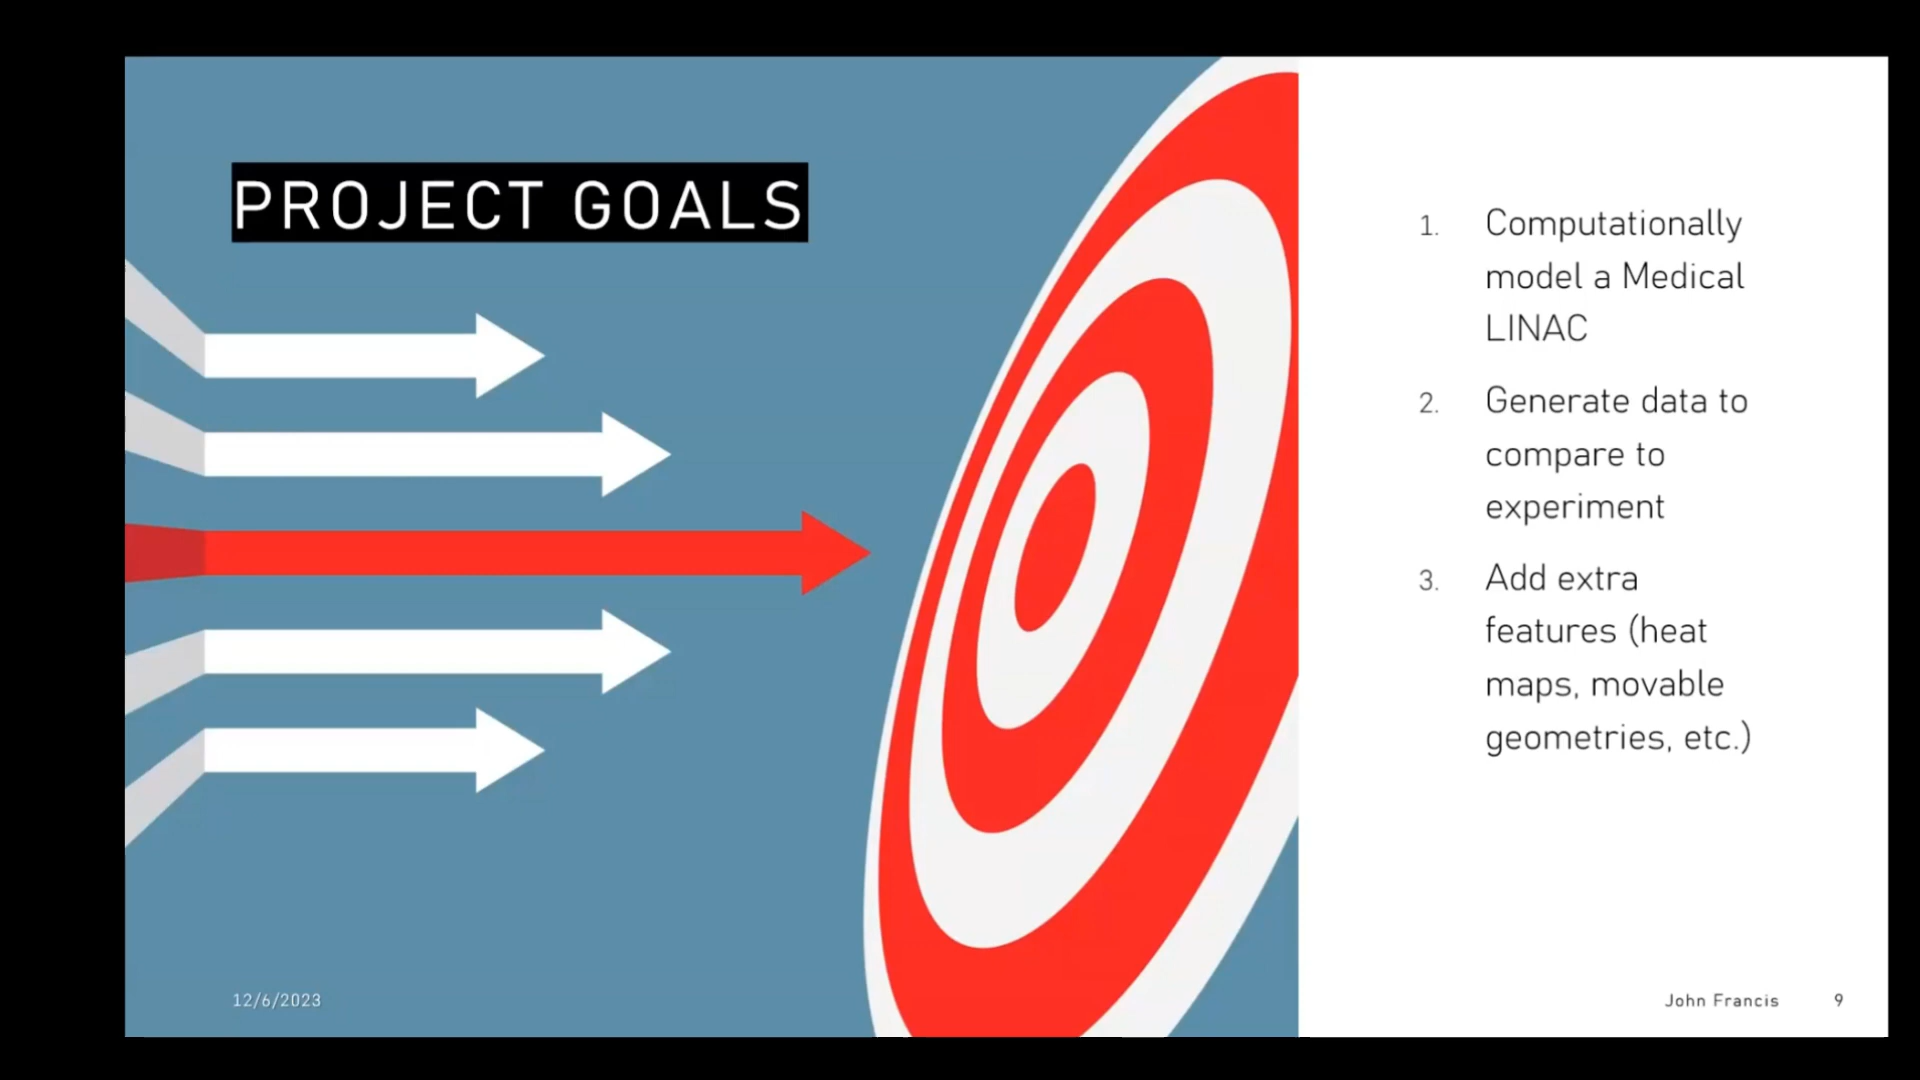 PROJECT GOALS
1. Computationally
model a Medical
LINAC
2. Generate data to
compare to
experiment
3. Add extra
features (heat
maps, movable
geometries, etc.)
12/6/2023
John Francis
9